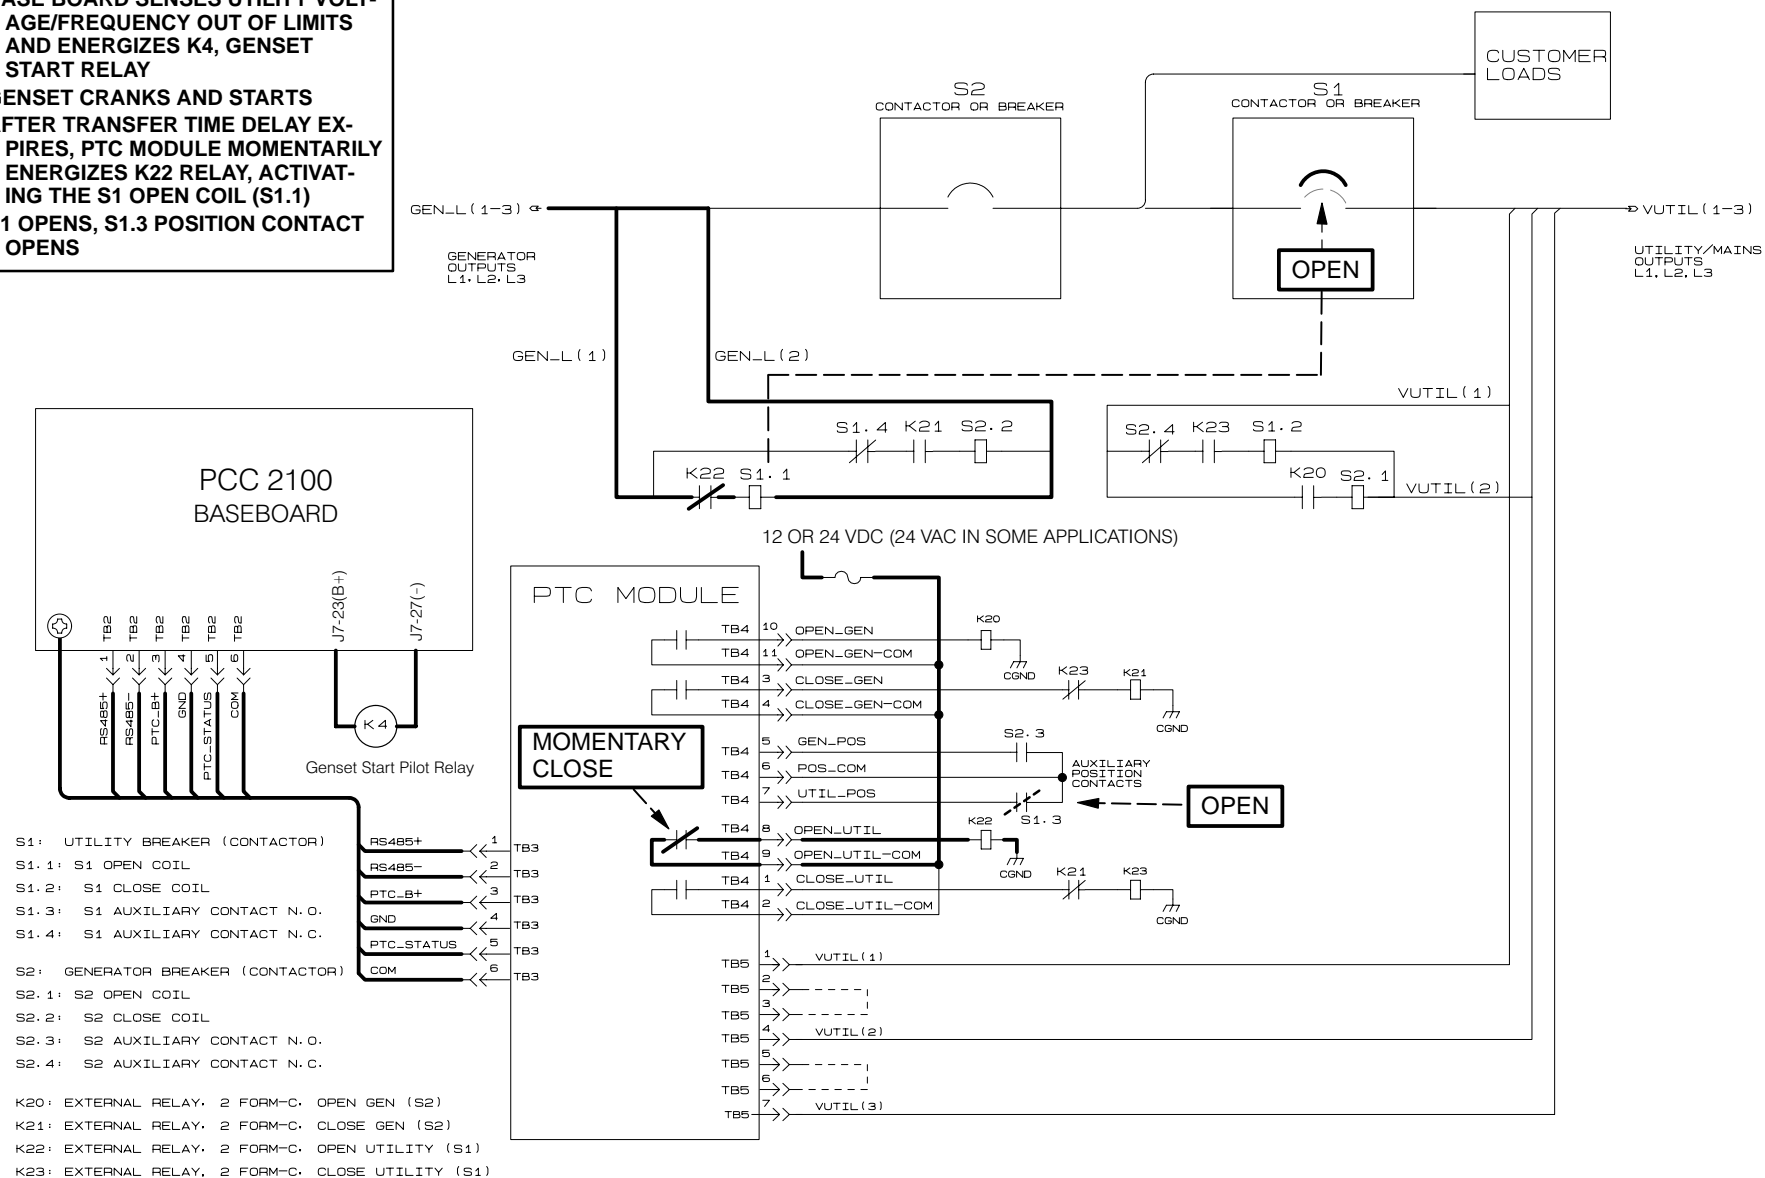 AGE/FREQUENCY OUT OF LIMITS
AND ENERGIZES K4, GENSET
START RELAY
GENSET CRANKS AND STARTS
AFTER TRANSFER TIME DELAY EX-
PIRES, PTC MODULE MOMENTARILY
ENERGIZES K22 RELAY, ACTIVAT-
ING THE S1 OPEN COIL (S1.1)
1 OPENS, S1.3 POSITION CONTACT
OPENS
CUSTOMER
LOADS
S2
CONTACTOR OR BREAKER
S1
CONTACTOR OR BREAKER
GEN_L(1-3)
VUTIL(1-3)
GENERATOR
OUTPUTS
L1, L2, L3
OPEN
UTILITY/MAINS
OUTPUTS
L1, L2, L3
GEN_L(1)
GEN_L(2)
VUTIL(1)
S1.4 K21 S2.2
S2.4 K23 S1.2
K22 S1.1
K20 S2.1
VUTIL(2)
PCC 2100
BASEBOARD
12 OR 24 VDC (24 VAC IN SOME APPLICATIONS)
J7-23(B+)
J7-27(-)
TB2 TB2 TB2 TB2 TB2 TB2
1 2 3 4 5 6
RS485+
RS485-
PTC_B+
GND
PTC_STATUS
COM
K4
Genset Start Pilot Relay
PTC MODULE
TB4 10 OPEN_GEN K20
TB4 11 OPEN_GEN-COM CGND
TB4 3 CLOSE_GEN K23 K21
TB4 4 CLOSE_GEN-COM CGND
MOMENTARY
CLOSE
TB4 5 GEN_POS S2.3
TB4 6 POS_COM
AUXILIARY
POSITION
CONTACTS
TB4 7 UTIL_POS S1.3
OPEN
TB4 8 OPEN_UTIL K22
TB4 9 OPEN_UTIL-COM CGND
TB4 1 CLOSE_UTIL K21 K23
TB4 2 CLOSE_UTIL-COM CGND
RS485+ 1 TB3
RS485- 2 TB3
PTC_B+ 3 TB3
GND 4 TB3
PTC_STATUS 5 TB3
COM 6 TB3
TB5 1 VUTIL(1)
TB5 2
TB5 3
TB5 4 VUTIL(2)
TB5 5
TB5 6
TB5 7 VUTIL(3)
S1: UTILITY BREAKER (CONTACTOR)
S1.1: S1 OPEN COIL
S1.2: S1 CLOSE COIL
S1.3: S1 AUXILIARY CONTACT N.O.
S1.4: S1 AUXILIARY CONTACT N.C.
S2: GENERATOR BREAKER (CONTACTOR)
S2.1: S2 OPEN COIL
S2.2: S2 CLOSE COIL
S2.3: S2 AUXILIARY CONTACT N.O.
S2.4: S2 AUXILIARY CONTACT N.C.
K20: EXTERNAL RELAY, 2 FORM-C, OPEN GEN (S2)
K21: EXTERNAL RELAY, 2 FORM-C, CLOSE GEN (S2)
K22: EXTERNAL RELAY, 2 FORM-C, OPEN UTILITY (S1)
K23: EXTERNAL RELAY, 2 FORM-C, CLOSE UTILITY (S1)